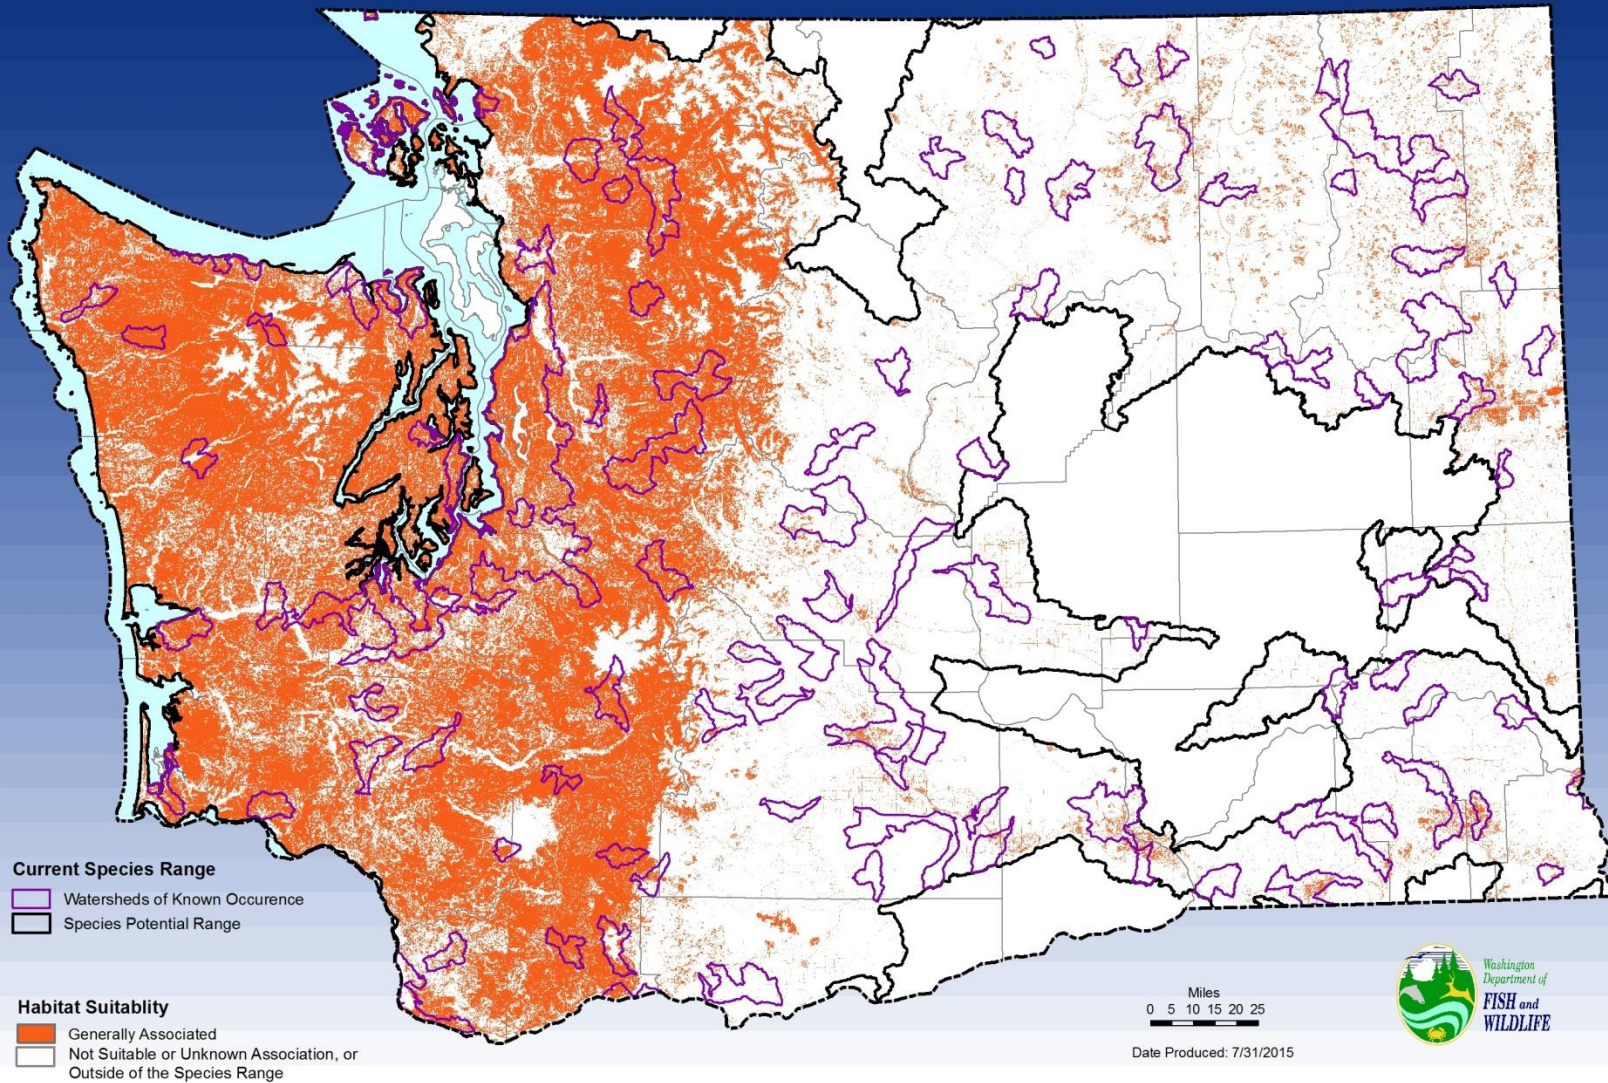 Current Species Range
Watersheds of Known Occurence
Species Potential Range
Habitat Suitablity
Generally Associated
Not Suitable or Unknown Association, or
Outside of the Species Range
Miles
0 5 10 15 20 25
Date Produced: 7/31/2015
Washington
Department of
FISH and
WILDLIFE